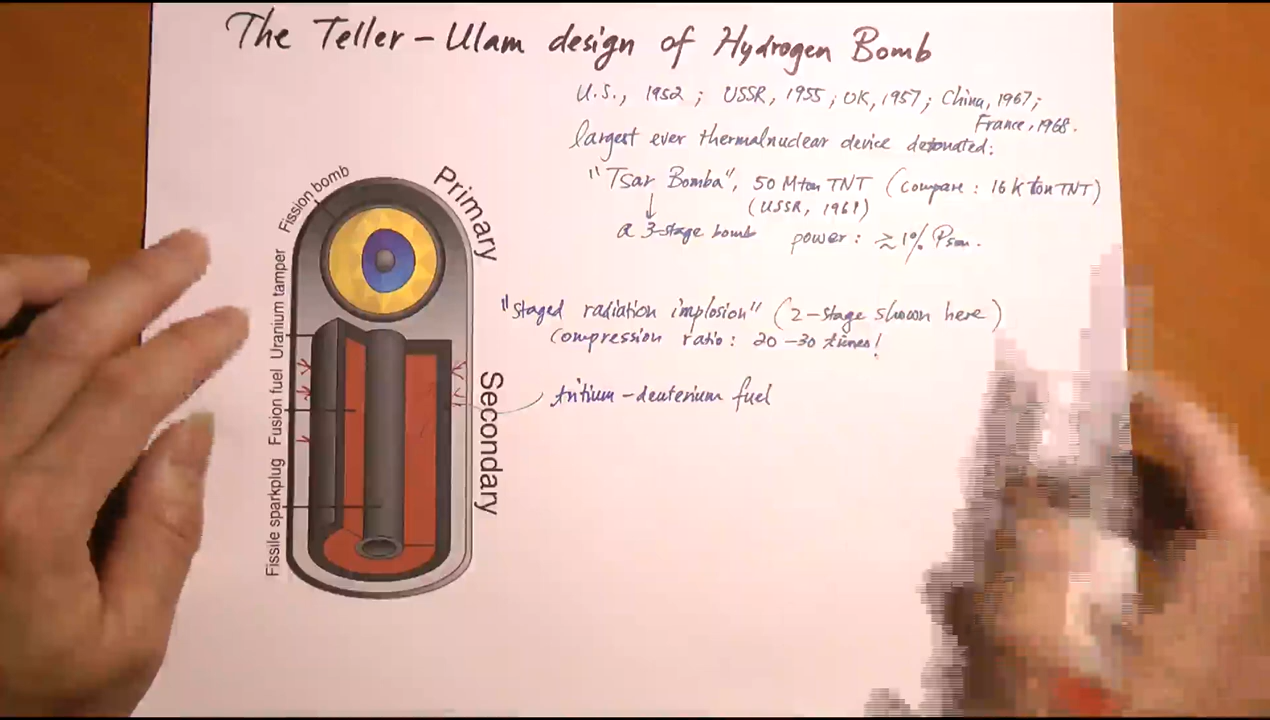 The Teller-Ulam design of Hydrogen Bomb
U.S., 1952 ; USSR, 1955 ; UK, 1957 ; China, 1967 ;
France, 1968.
largest ever thermalnuclear device detonated:
"Tsar Bomba", 50 Mton TNT (compare : 16 kton TNT)
(USSR, 1961)
a 3-stage bomb power : ≈ 1% Psun.
Fission bomb
Primary
"staged radiation implosion" (2-stage shown here)
compression ratio : 20-30 times!
tritium-deuterium fuel
Uranium tamper
Fusion fuel
Fissile sparkplug
Secondary